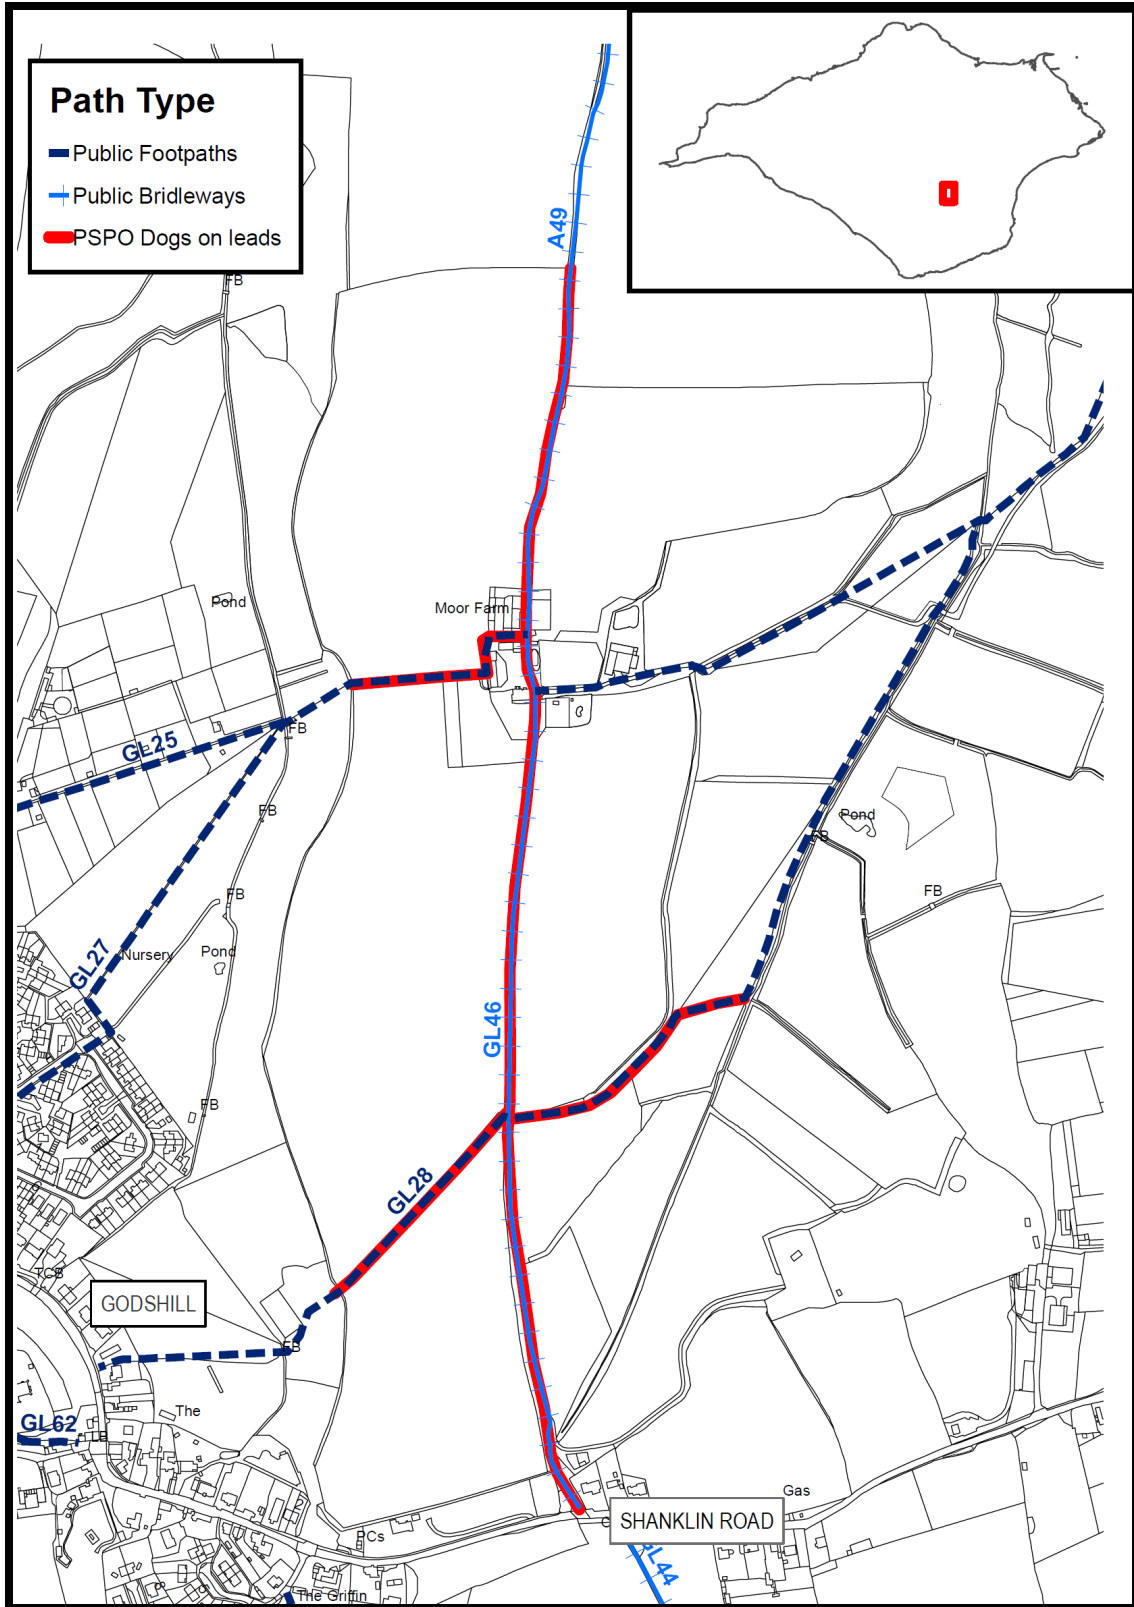 Path Type
Public Footpaths
Public Bridleways
PSPO Dogs on leads
A49
FB
Pond
Moor Farm
GL25
FB
FB
Pond
FB
FB
FB
GL27
Nursery
Pond
GL46
FB
GL28
TCB
GODSHILL
FB
GL62
The
LB
Gas
SHANKLIN ROAD
PCs
GL44
The Griffin